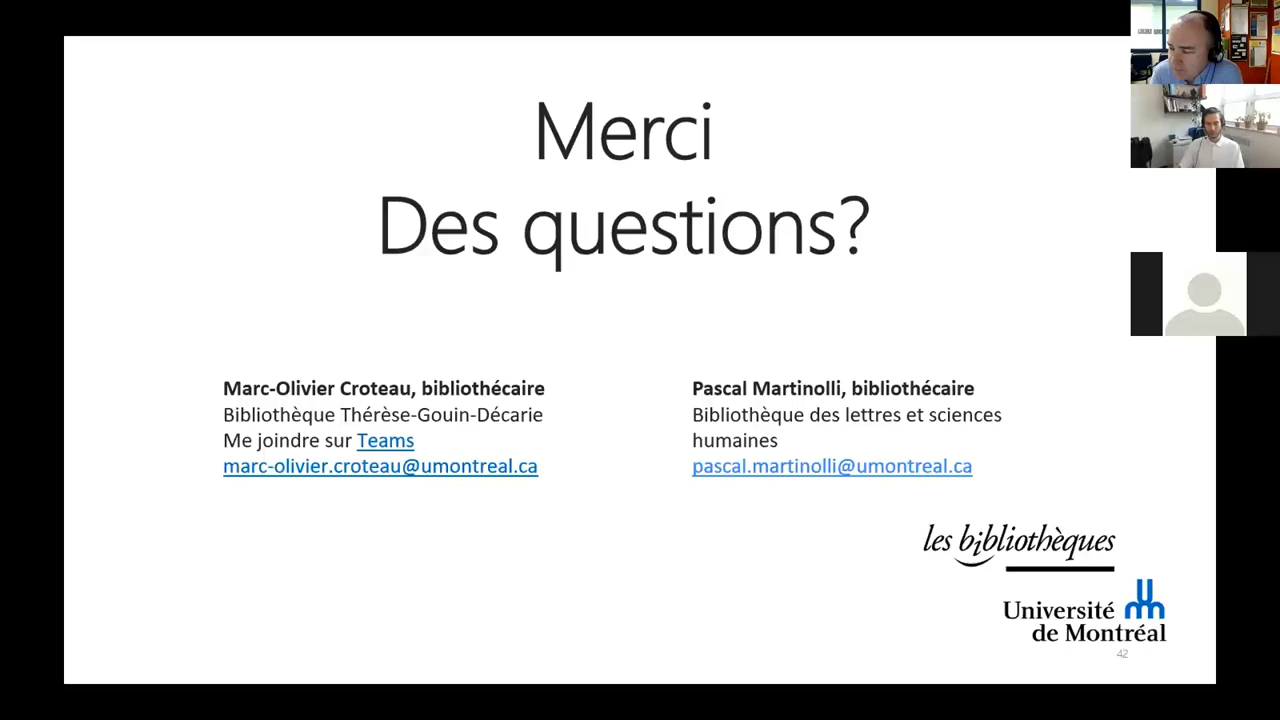 Merci
Des questions?
Marc-Olivier Croteau, bibliothécaire
Bibliothèque Thérèse-Gouin-Décarie
Me joindre sur Teams
marc-olivier.croteau@umontreal.ca
Pascal Martinolli, bibliothécaire
Bibliothèque des lettres et sciences
humaines
pascal.martinolli@umontreal.ca
les bibliothèques
Université
de Montréal
42